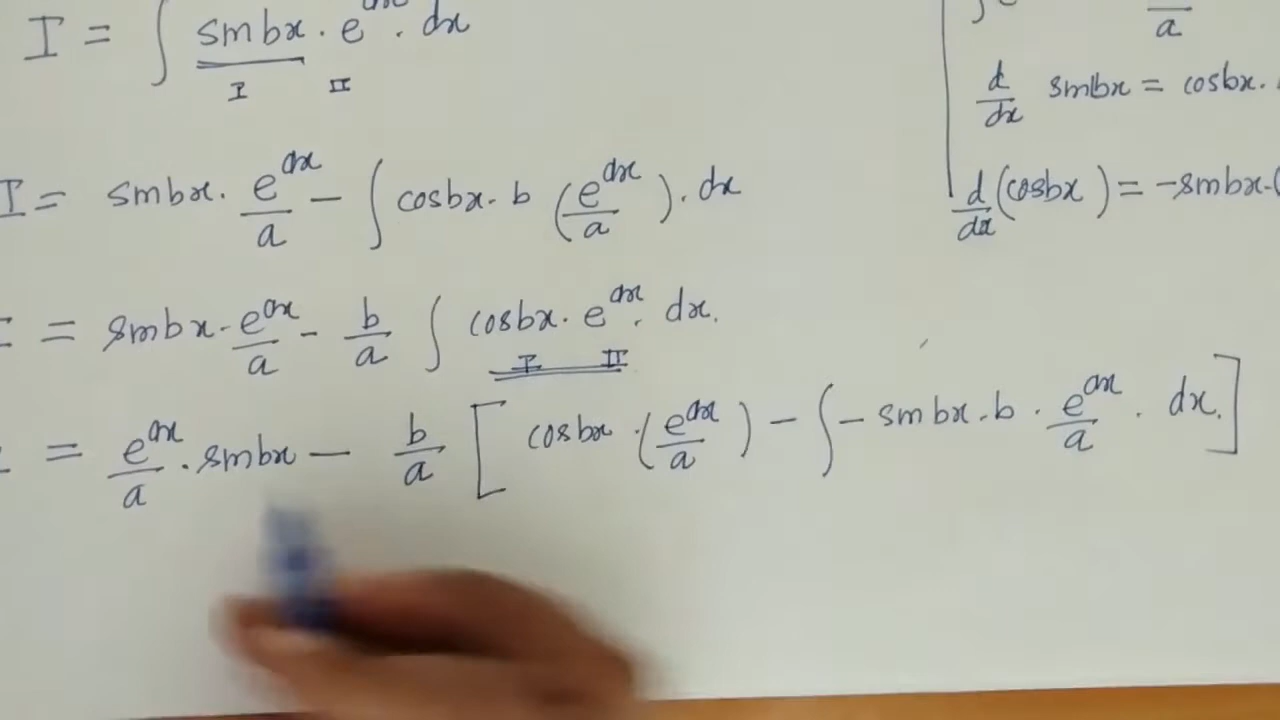 I = ∫ sinbx . e^ax . dx
I II
I = sinbx . e^ax/a - ∫ cosbx . b (e^ax/a) . dx
= sinbx . e^ax/a - b/a ∫ cosbx . e^ax . dx.
I II
= e^ax/a . sinbx - b/a [ cosbx . (e^ax/a) - ∫ - sinbx . b . e^ax/a . dx. ]
a
d/dx sinbx = cosbx.
d/dx (cosbx) = -sinbx.